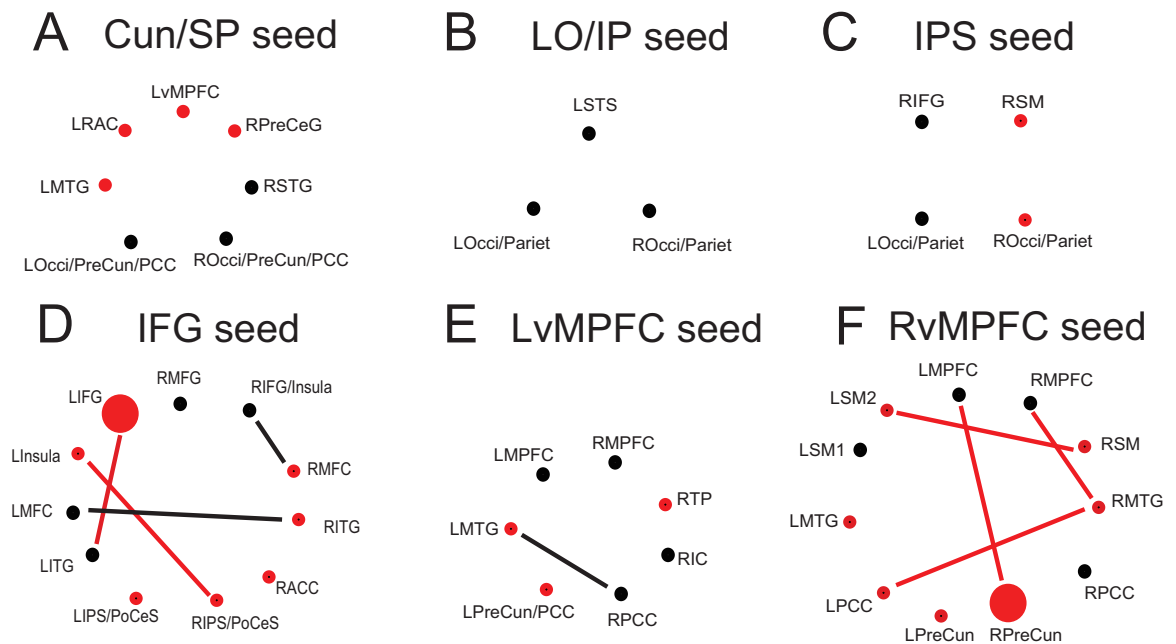 A Cun/SP seed
LvMPFC
LRAC
RPreCeG
LMTG
RSTG
LOcci/PreCun/PCC
ROcci/PreCun/PCC
B LO/IP seed
LSTS
LOcci/Pariet
ROcci/Pariet
C IPS seed
RIFG
RSM
LOcci/Pariet
ROcci/Pariet
D IFG seed
RMFG
RIFG/Insula
LIFG
LInsula
RMFC
LMFC
RITG
LITG
RACC
LIPS/PoCeS
RIPS/PoCeS
E LvMPFC seed
RMPFC
LMPFC
RTP
LMTG
RIC
LPreCun/PCC
RPCC
F RvMPFC seed
LMPFC
RMPFC
LSM2
RSM
LSM1
RMTG
LMTG
RPCC
LPCC
LPreCun
RPreCun